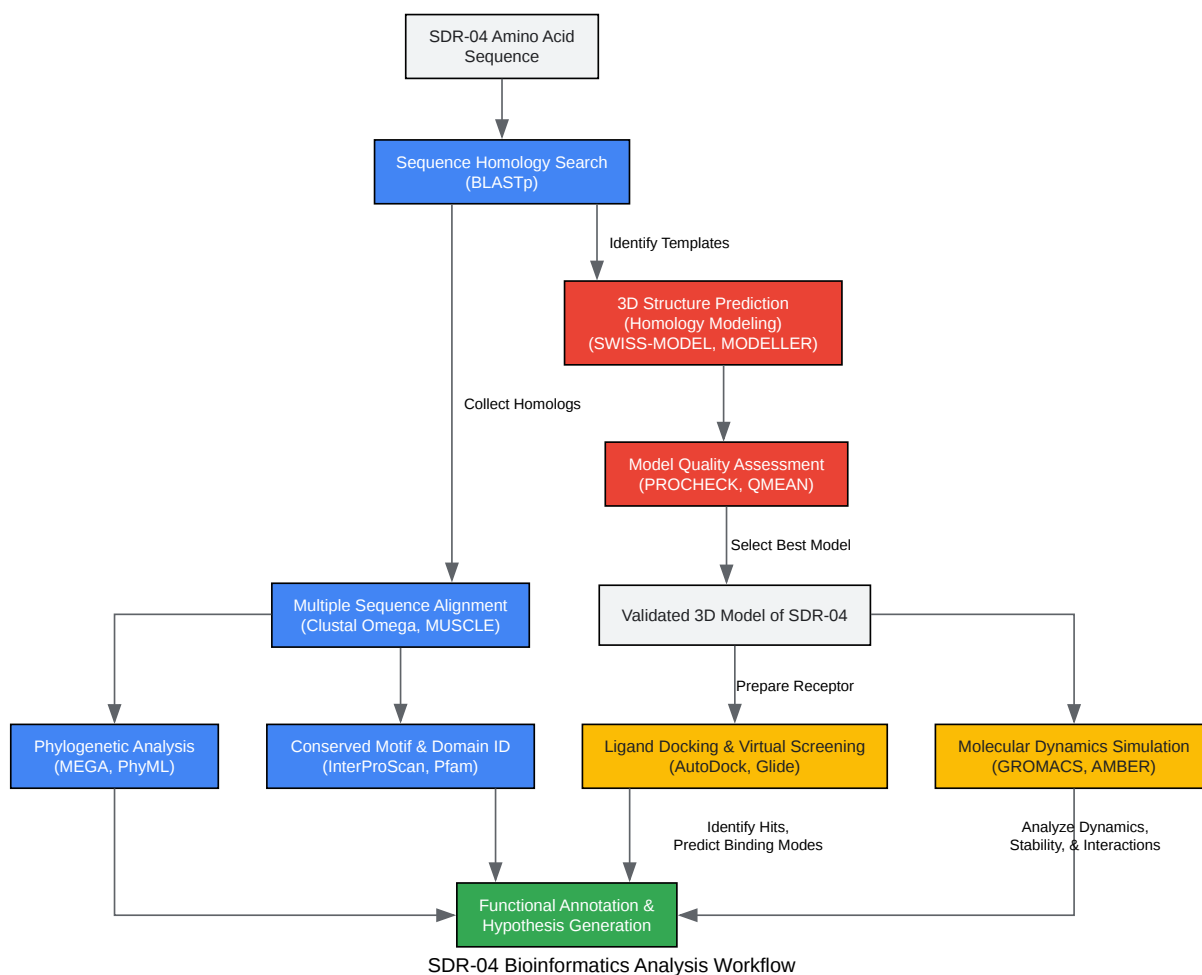 SDR-04 Amino Acid
Sequence
Sequence Homology Search
(BLASTp)
Identify Templates
3D Structure Prediction
(Homology Modeling)
(SWISS-MODEL, MODELLER)
Collect Homologs
Model Quality Assessment
(PROCHECK, QMEAN)
Select Best Model
Multiple Sequence Alignment
(Clustal Omega, MUSCLE)
Validated 3D Model of SDR-04
Prepare Receptor
Phylogenetic Analysis
(MEGA, PhyML)
Conserved Motif & Domain ID
(InterProScan, Pfam)
Ligand Docking & Virtual Screening
(AutoDock, Glide)
Molecular Dynamics Simulation
(GROMACS, AMBER)
Identify Hits,
Predict Binding Modes
Analyze Dynamics,
Stability, & Interactions
Functional Annotation &
Hypothesis Generation
SDR-04 Bioinformatics Analysis Workflow